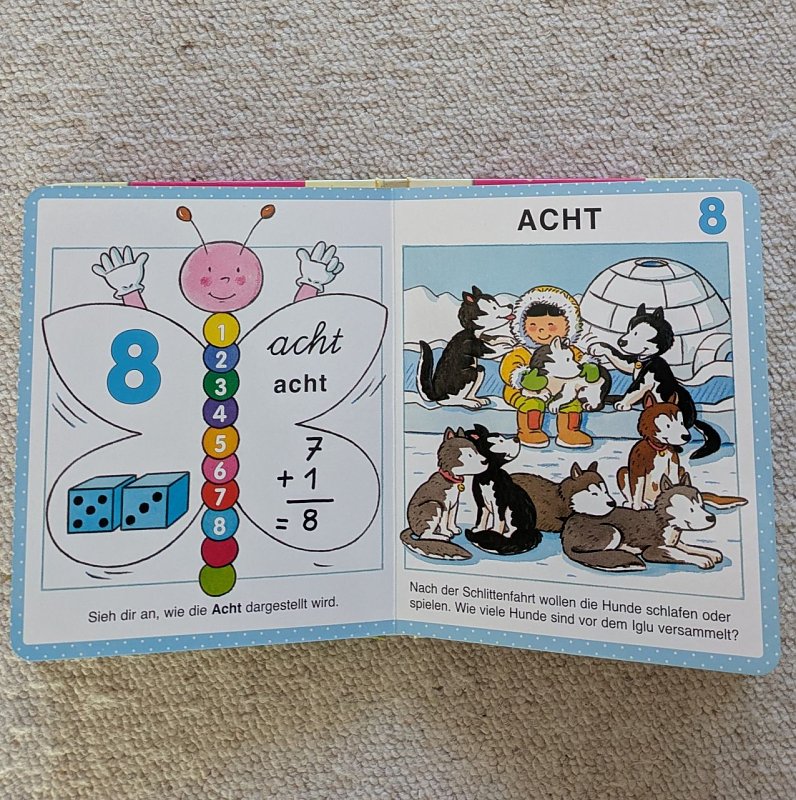 8
acht
acht
1
2
3
4
5
6
7
8
7
+ 1
= 8
Sieh dir an, wie die Acht dargestellt wird.
ACHT
8
Nach der Schlittenfahrt wollen die Hunde schlafen oder
spielen. Wie viele Hunde sind vor dem Iglu versammelt?